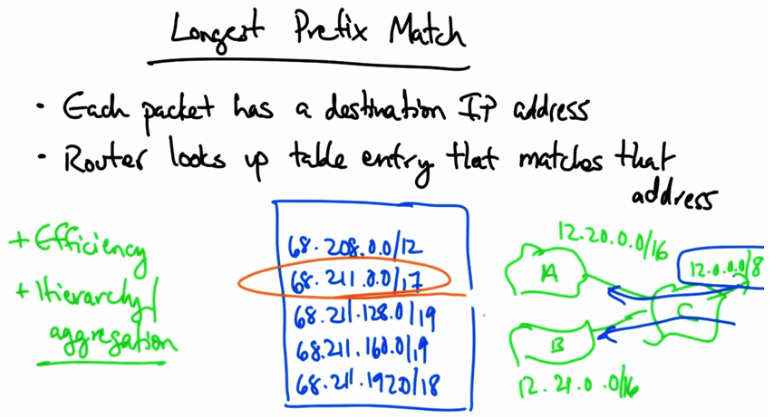 Longest Prefix Match
• Each packet has a destination IP address
• Router looks up table entry that matches that
address
+ Efficiency
+ Hierarchy/
aggregation
68.208.0.0/12
68.211.0.0/17
68.211.128.0/19
68.211.160.0/19
68.211.192.0/18
12.20.0.0/16
A
12.0.0.0/8
C
B
12.21.0.0/16